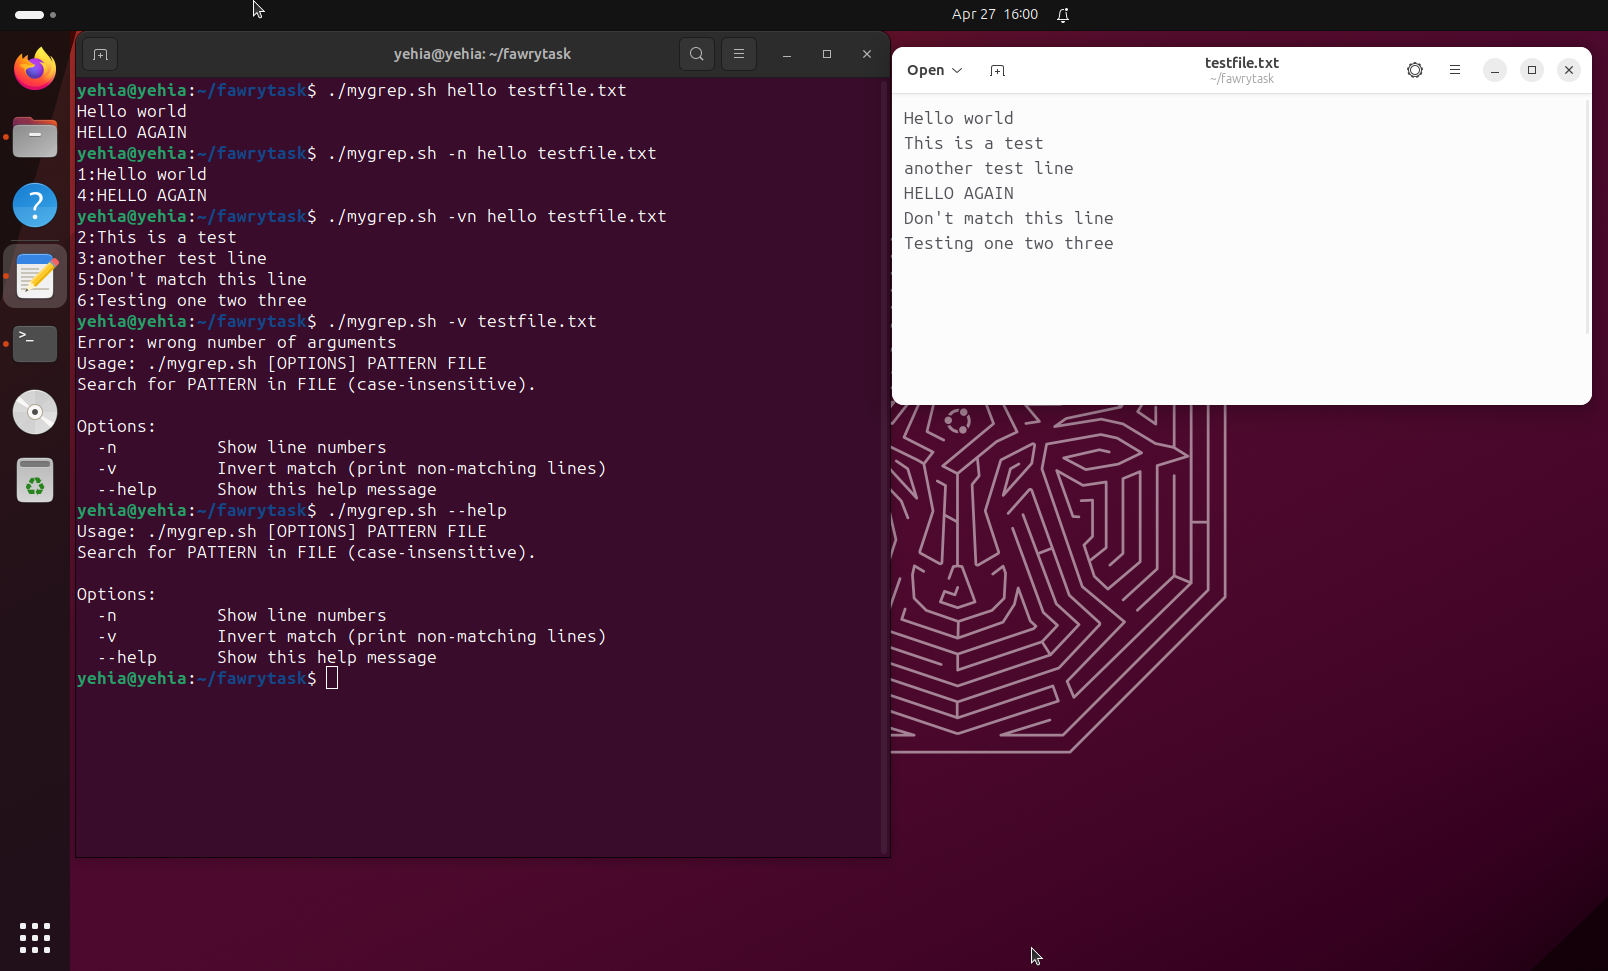 Apr 27  16:00
yehia@yehia: ~/fawrytask
yehia@yehia:~/fawrytask$ ./mygrep.sh hello testfile.txt
Hello world
HELLO AGAIN
yehia@yehia:~/fawrytask$ ./mygrep.sh -n hello testfile.txt
1:Hello world
4:HELLO AGAIN
yehia@yehia:~/fawrytask$ ./mygrep.sh -vn hello testfile.txt
2:This is a test
3:another test line
5:Don't match this line
6:Testing one two three
yehia@yehia:~/fawrytask$ ./mygrep.sh -v testfile.txt
Error: wrong number of arguments
Usage: ./mygrep.sh [OPTIONS] PATTERN FILE
Search for PATTERN in FILE (case-insensitive).

Options:
  -n          Show line numbers
  -v          Invert match (print non-matching lines)
  --help      Show this help message
yehia@yehia:~/fawrytask$ ./mygrep.sh --help
Usage: ./mygrep.sh [OPTIONS] PATTERN FILE
Search for PATTERN in FILE (case-insensitive).

Options:
  -n          Show line numbers
  -v          Invert match (print non-matching lines)
  --help      Show this help message
yehia@yehia:~/fawrytask$
Open
testfile.txt
~/fawrytask
Hello world
This is a test
another test line
HELLO AGAIN
Don't match this line
Testing one two three